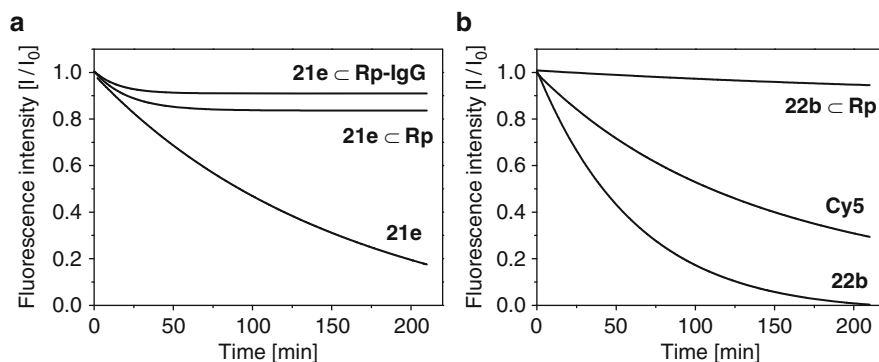 a
Fluorescence intensity [I / I0]
1.0
0.8
0.6
0.4
0.2
0.0
21e ⊂ Rp-IgG
21e ⊂ Rp
21e
0 50 100 150 200
Time [min]
b
Fluorescence intensity [I / I0]
1.0
0.8
0.6
0.4
0.2
0.0
22b ⊂ Rp
Cy5
22b
0 50 100 150 200
Time [min]